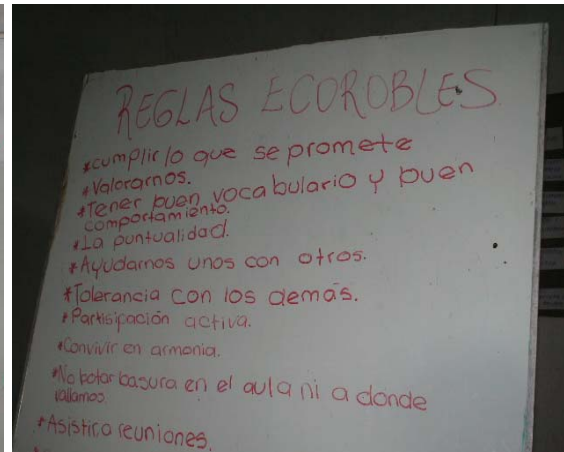 REGLAS ECOROBLES
*cumplir lo que se promete
*Valorarnos.
*Tener buen vocabulario y buen
comportamiento.
*La puntualidad.
*Ayudarnos unos con otros.
*Tolerancia con los demás.
*Partisipación activa.
*Convivir en armonia.
*No botar basura en el aula ni a donde
vallamos.
*Asistir a reuniones.